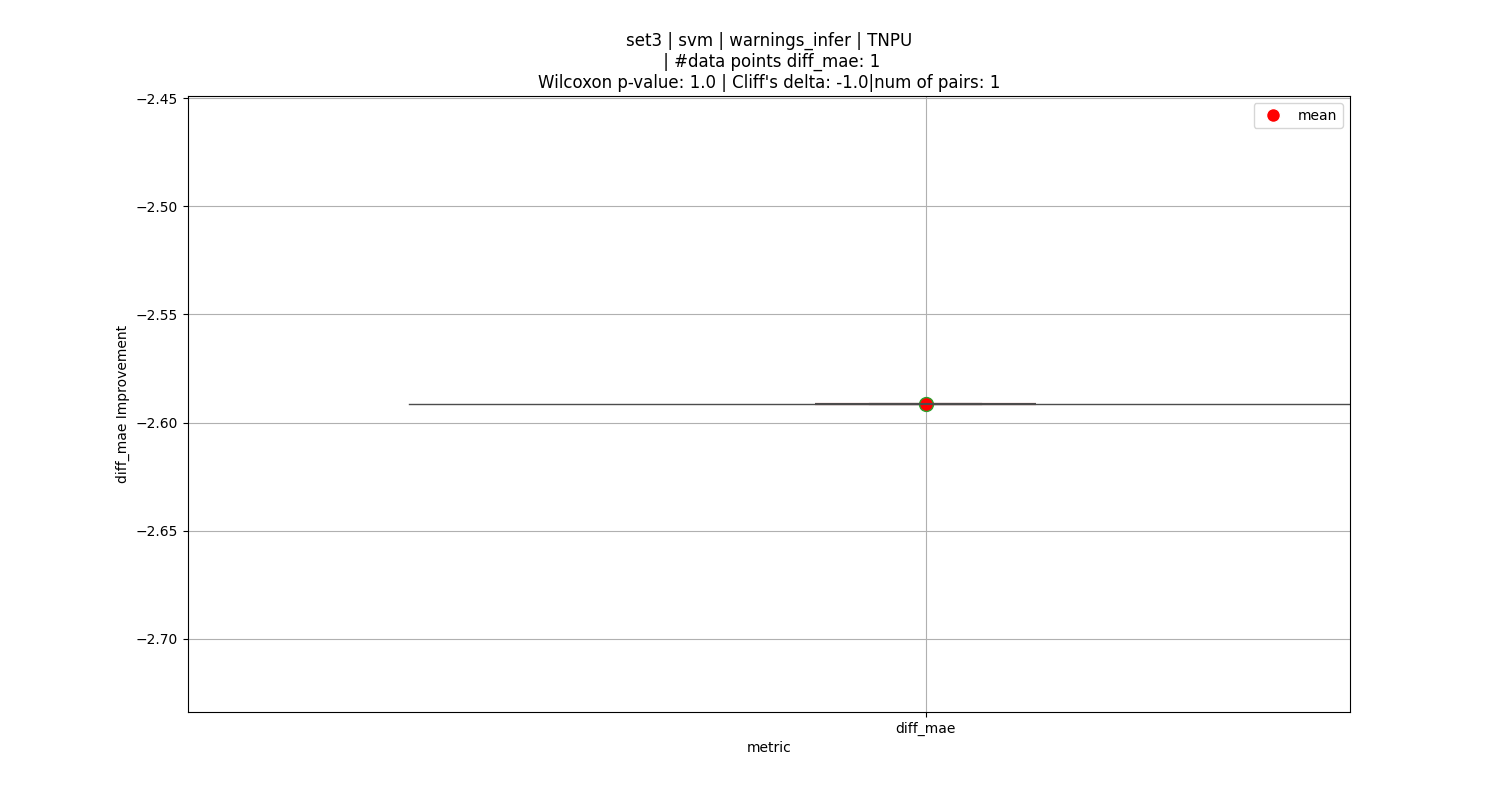 set3 | svm | warnings_infer | TNPU
| #data points diff_mae: 1
Wilcoxon p-value: 1.0 | Cliff's delta: -1.0|num of pairs: 1
−2.45
mean
−2.50
−2.55
−2.60
−2.65
−2.70
diff_mae Improvement
diff_mae
metric